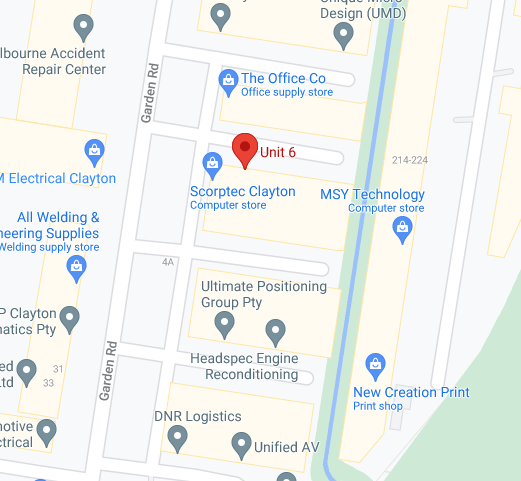 Unique Micro
Design (UMD)
lbourne Accident
Repair Center
Garden Rd
The Office Co
Office supply store
Unit 6
M Electrical Clayton
214-224
Scorptec Clayton
Computer store
MSY Technology
Computer store
All Welding &
neering Supplies
Welding supply store
4A
Ultimate Positioning
Group Pty
P Clayton
natics Pty
Garden Rd
Headspec Engine
Reconditioning
ed
Ltd
31
33
New Creation Print
Print shop
DNR Logistics
Unified AV
motive
ctrical